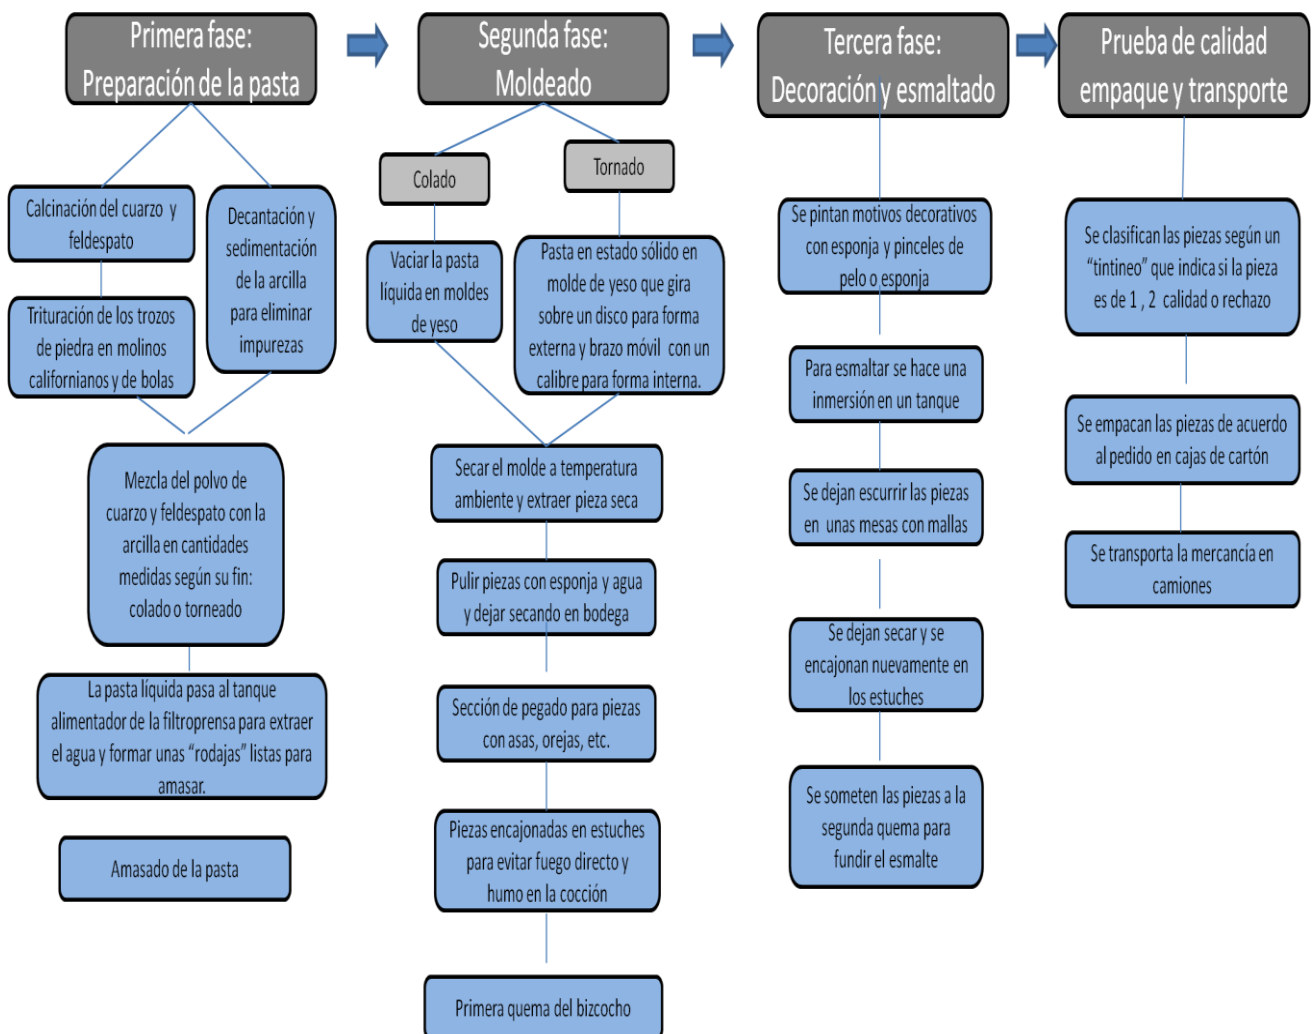 Primera fase:
Preparación de la pasta
Calcinación del cuarzo y
feldespato
Trituración de los trozos
de piedra en molinos
californianos y de bolas
Decantación y
sedimentación
de la arcilla
para eliminar
impurezas
Mezcla del polvo de
cuarzo y feldespato con la
arcilla en cantidades
medidas según su fin:
colado o torneado
La pasta líquida pasa al tanque
alimentador de la filtroprensa para extraer
el agua y formar unas “rodajas” listas para
amasar.
Amasado de la pasta
Segunda fase:
Moldeado
Colado
Vaciar la pasta
líquida en moldes
de yeso
Tornado
Pasta en estado sólido en
molde de yeso que gira
sobre un disco para forma
externa y brazo móvil con un
calibre para forma interna.
Secar el molde a temperatura
ambiente y extraer pieza seca
Pulir piezas con esponja y agua
y dejar secando en bodega
Sección de pegado para piezas
con asas, orejas, etc.
Piezas encajonadas en estuches
para evitar fuego directo y
humo en la cocción
Primera quema del bizcocho
Tercera fase:
Decoración y esmaltado
Se pintan motivos decorativos
con esponja y pinceles de
pelo o esponja
Para esmaltar se hace una
inmersión en un tanque
Se dejan escurrir las piezas
en unas mesas con mallas
Se dejan secar y se
encajonan nuevamente en
los estuches
Se someten las piezas a la
segunda quema para
fundir el esmalte
Prueba de calidad
empaque y transporte
Se clasifican las piezas según un
“tintineo” que indica si la pieza
es de 1 , 2 calidad o rechazo
Se empacan las piezas de acuerdo
al pedido en cajas de cartón
Se transporta la mercancía en
camiones